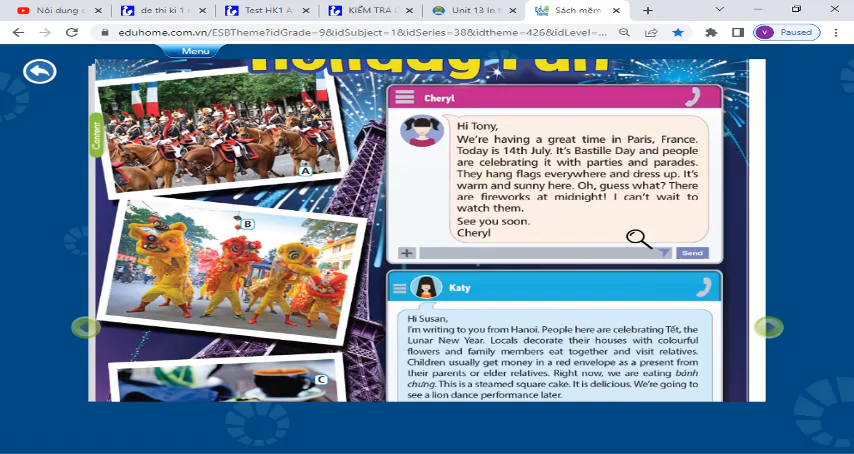 Nội dung c
de thi ki 1
Test HK1 A
KIỂM TRA
Unit 13 In t
Sách mềm
eduhome.com.vn/ESBTheme?idGrade=9&idSubject=1&idSeries=38&idtheme=426&idLevel=...
V
Paused
Menu
Holiday Fun
Content
A
B
C
Cheryl
Hi Tony,
We're having a great time in Paris, France.
Today is 14th July. It's Bastille Day and people
are celebrating it with parties and parades.
They hang flags everywhere and dress up. It's
warm and sunny here. Oh, guess what? There
are fireworks at midnight! I can't wait to
watch them.
See you soon.
Cheryl
Send
Katy
Hi Susan,
I'm writing to you from Hanoi. People here are celebrating Tết, the
Lunar New Year. Locals decorate their houses with colourful
flowers and family members eat together and visit relatives.
Children usually get money in a red envelope as a present from
their parents or elder relatives. Right now, we are eating bánh
chưng. This is a steamed square cake. It is delicious. We're going to
see a lion dance performance later.